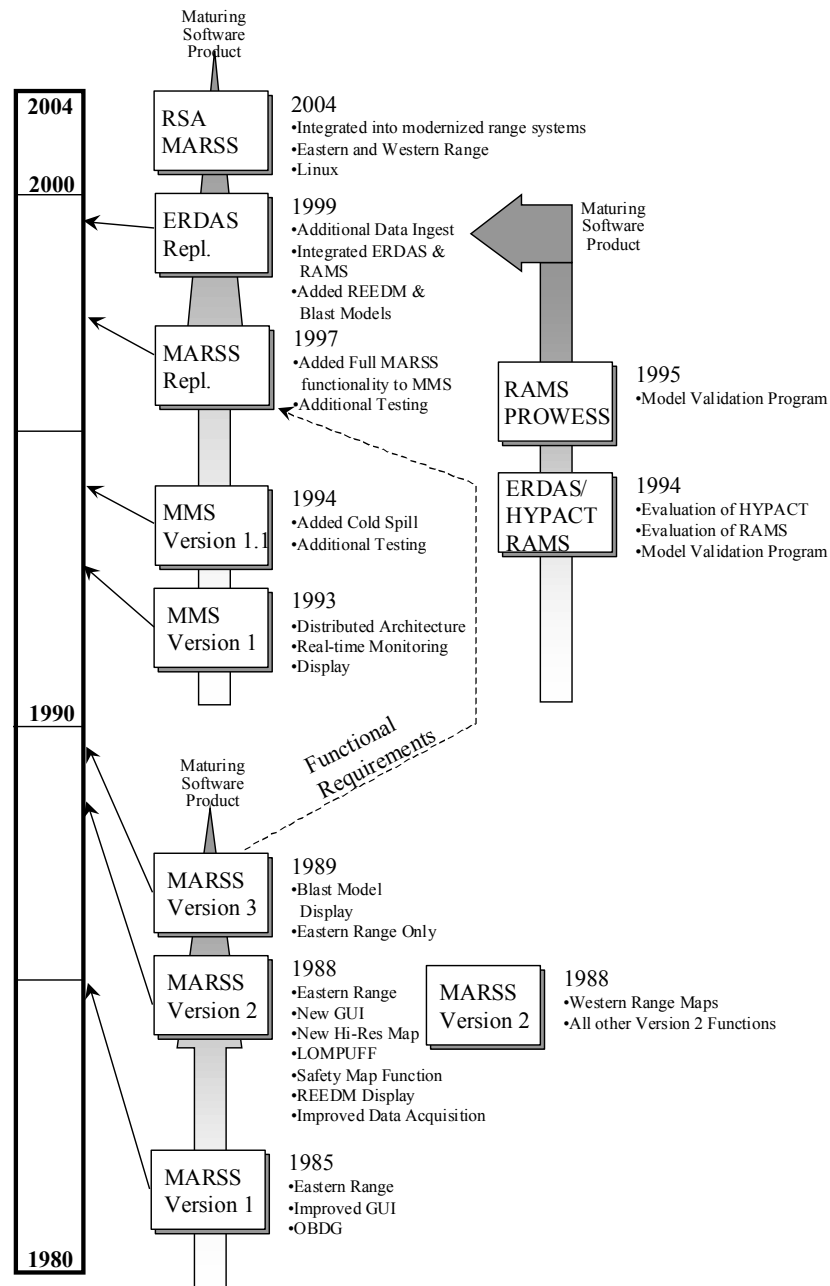 Maturing
Software
Product
2004
RSA
MARSS
2004
•Integrated into modernized range systems
•Eastern and Western Range
•Linux
2000
ERDAS
Repl.
1999
•Additional Data Ingest
•Integrated ERDAS &
RAMS
•Added REEDM &
Blast Models
Maturing
Software
Product
MARSS
Repl.
1997
•Added Full MARSS
functionality to MMS
•Additional Testing
RAMS
PROWESS
1995
•Model Validation Program
MMS
Version 1.1
1994
•Added Cold Spill
•Additional Testing
ERDAS/
HYPACT
RAMS
1994
•Evaluation of HYPACT
•Evaluation of RAMS
•Model Validation Program
MMS
Version 1
1993
•Distributed Architecture
•Real-time Monitoring
•Display
1990
Functional
Requirements
Maturing
Software
Product
MARSS
Version 3
1989
•Blast Model
Display
•Eastern Range Only
MARSS
Version 2
1988
•Eastern Range
•New GUI
•New Hi-Res Map
•LOMPUFF
•Safety Map Function
•REEDM Display
•Improved Data Acquisition
MARSS
Version 2
1988
•Western Range Maps
•All other Version 2 Functions
MARSS
Version 1
1985
•Eastern Range
•Improved GUI
•OBDG
1980